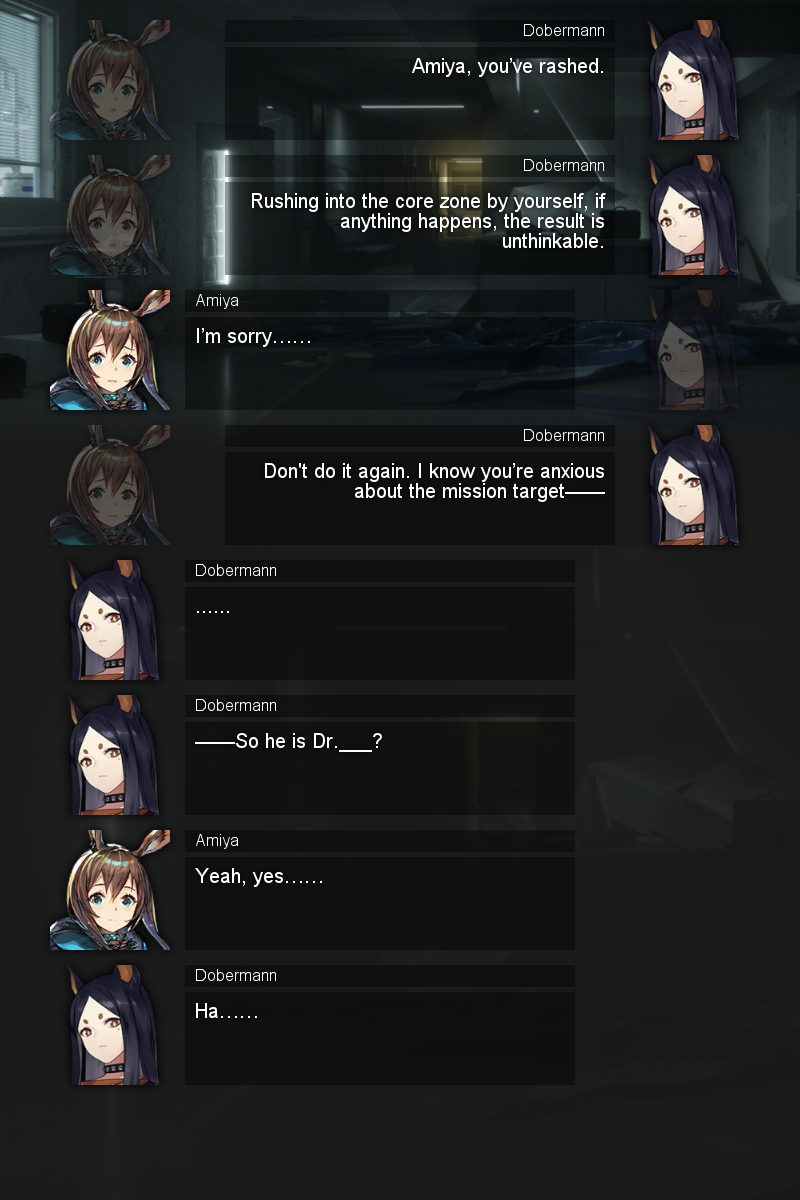 Dobermann
Amiya, you’ve rashed.
Dobermann
Rushing into the core zone by yourself, if
anything happens, the result is
unthinkable.
Amiya
I’m sorry……
Dobermann
Don't do it again. I know you’re anxious
about the mission target——
Dobermann
……
Dobermann
——So he is Dr.___?
Amiya
Yeah, yes……
Dobermann
Ha……